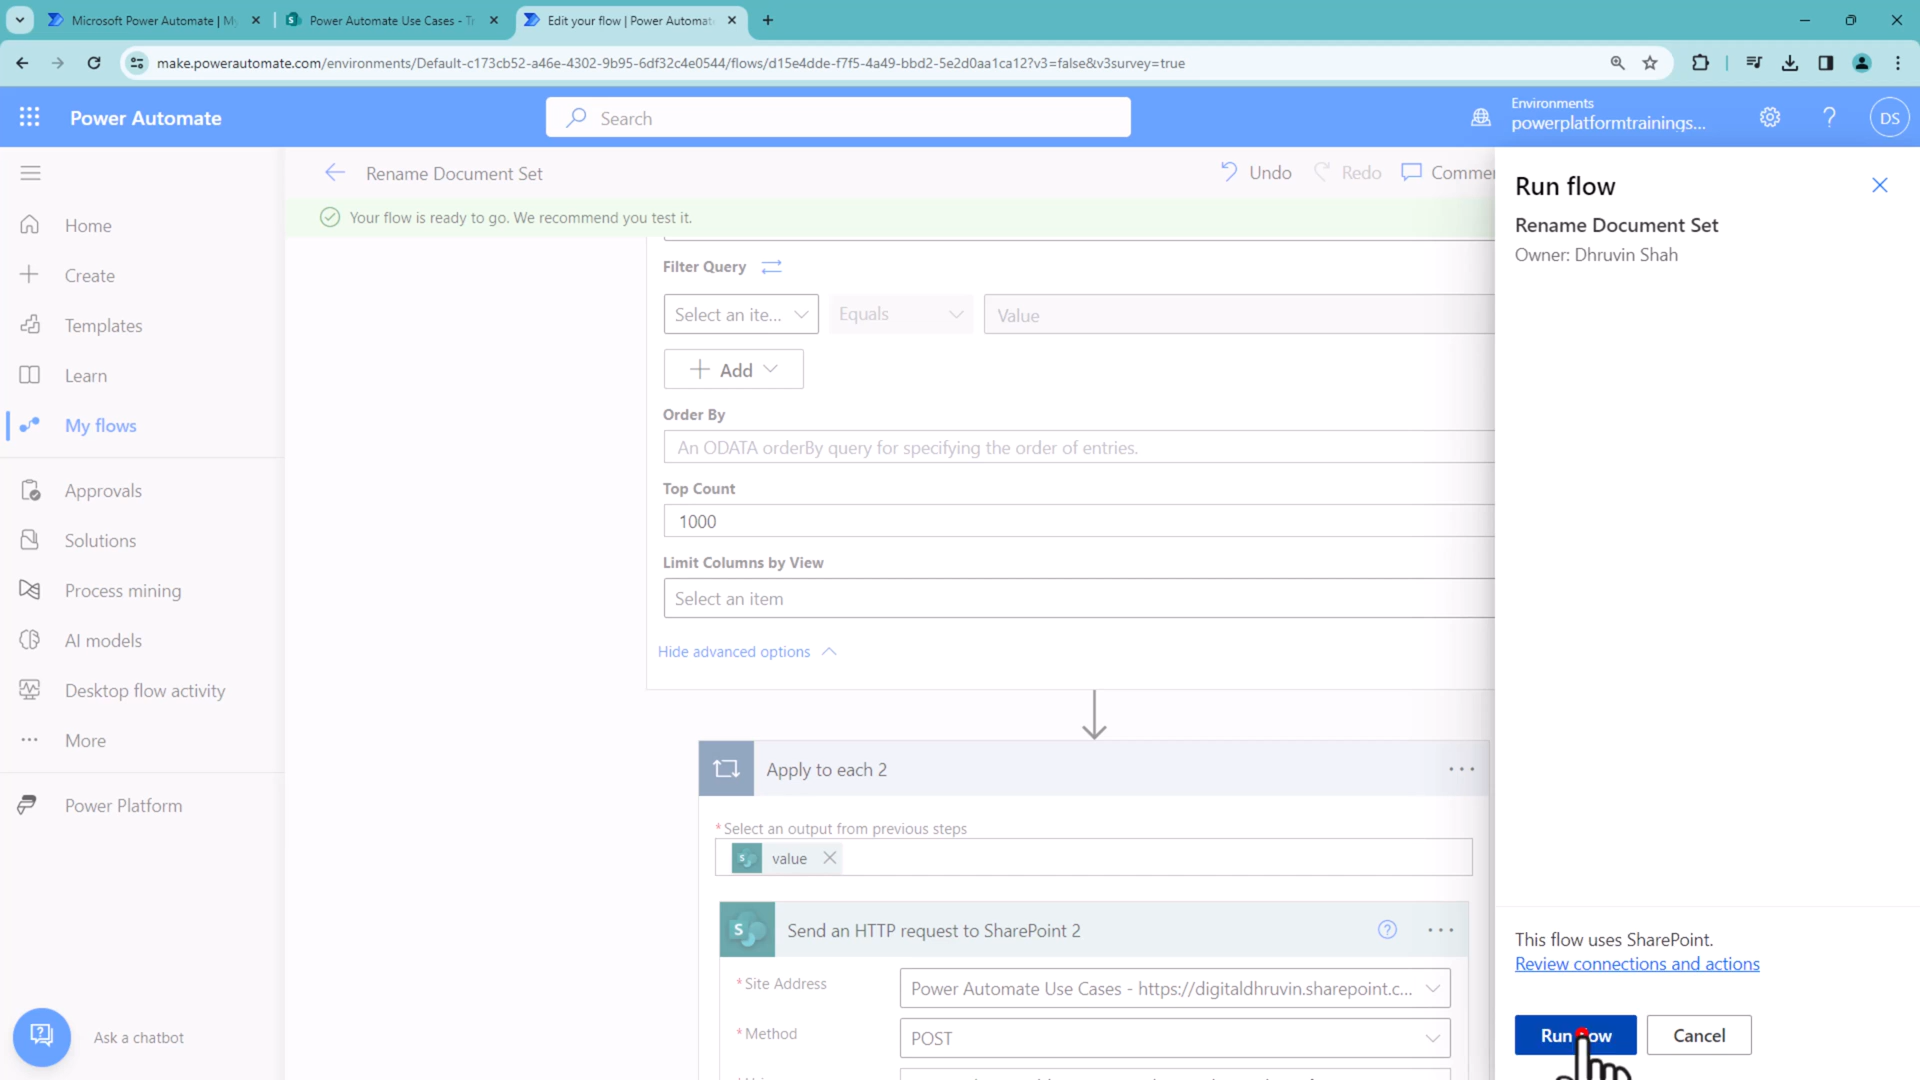 Microsoft Power Automate | M
Power Automate Use Cases - Tr
Edit your flow | Power Automat
make.powerautomate.com/environments/Default-c173cb52-a46e-4302-9b95-6df32c4e0544/flows/d15e4dde-f7f5-4a49-bbd2-5e2d0aa1ca12?v3=false&v3survey=true
Power Automate
Search
Environments
powerplatformtrainings...
DS
Rename Document Set
Undo
Redo
Commen
Your flow is ready to go. We recommend you test it.
Home
Create
Templates
Learn
My flows
Approvals
Solutions
Process mining
AI models
Desktop flow activity
More
Power Platform
Ask a chatbot
Filter Query
Select an ite...
Equals
Value
Add
Order By
An ODATA orderBy query for specifying the order of entries.
Top Count
1000
Limit Columns by View
Select an item
Hide advanced options
Apply to each 2
* Select an output from previous steps
value
Send an HTTP request to SharePoint 2
* Site Address
Power Automate Use Cases - https://digitaldhruvin.sharepoint.c...
* Method
POST
Run flow
Rename Document Set
Owner: Dhruvin Shah
This flow uses SharePoint.
Review connections and actions
Run flow
Cancel